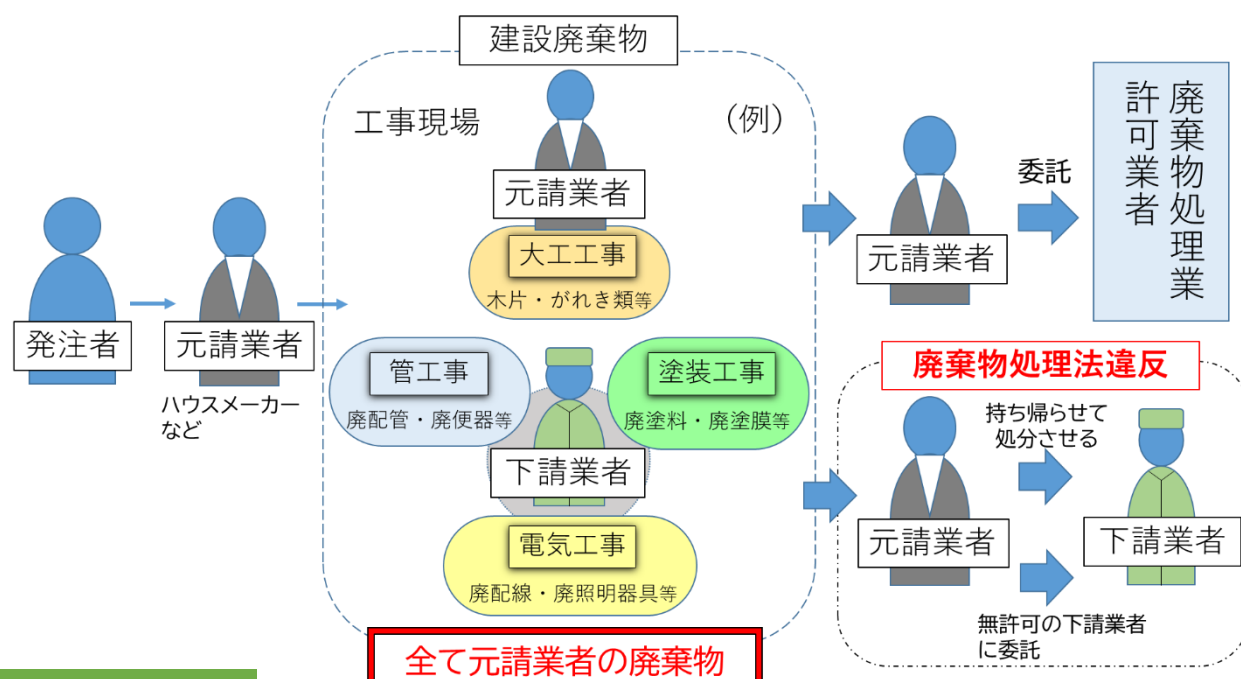 建設廃棄物
工事現場
（例）
元請業者
大工工事
木片・がれき類等
管工事
廃配管・廃便器等
塗装工事
廃塗料・廃塗膜等
下請業者
電気工事
廃配線・廃照明器具等
全て元請業者の廃棄物
発注者
元請業者
ハウスメーカー
など
元請業者
委託
廃棄物処理業
許可業者
廃棄物処理法違反
持ち帰らせて
処分させる
元請業者
下請業者
無許可の下請業者
に委託